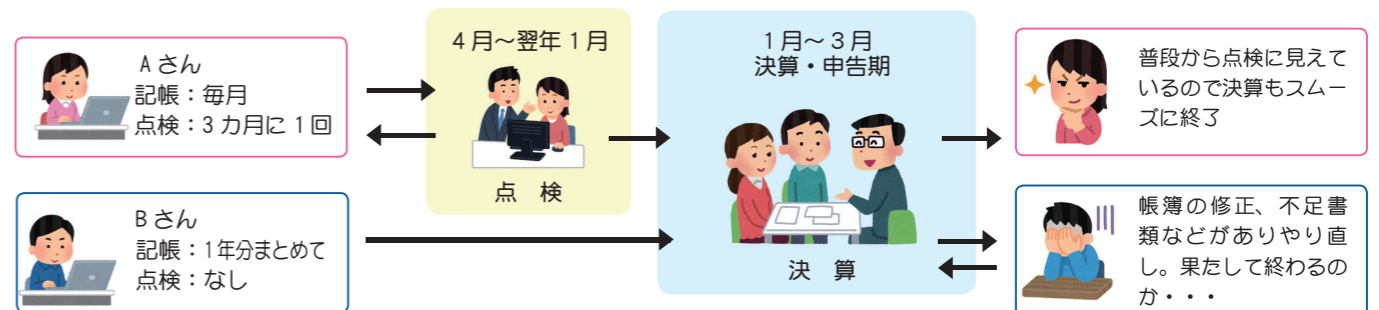 Aさん
記帳：毎月
点検：3カ月に1回
4月～翌年1月
点　検
1月～3月
決算・申告期
決　算
普段から点検に見えて
いるので決算もスムー
ズに終了
Bさん
記帳：1年分まとめて
点検：なし
帳簿の修正、不足書
類などがありやり直
し。果たして終わるの
か・・・